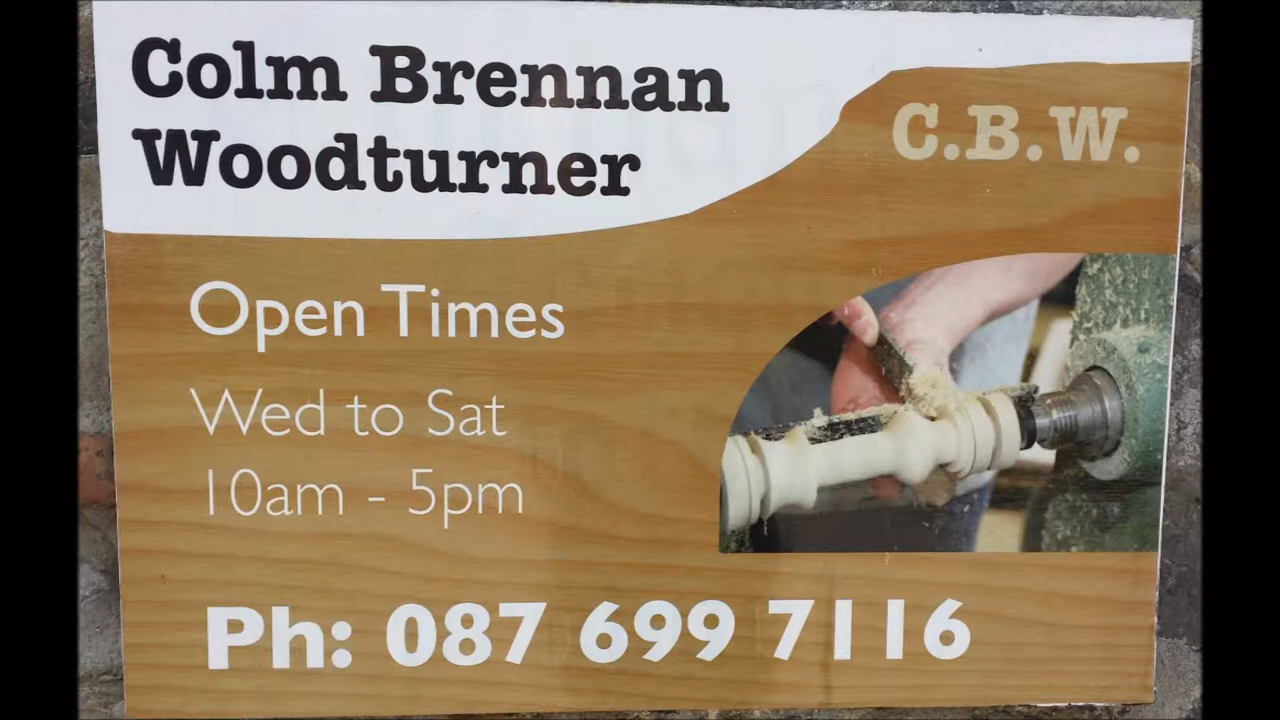 Colm Brennan
Woodturner
C.B.W.
Open Times
Wed to Sat
10am - 5pm
Ph: 087 699 7116